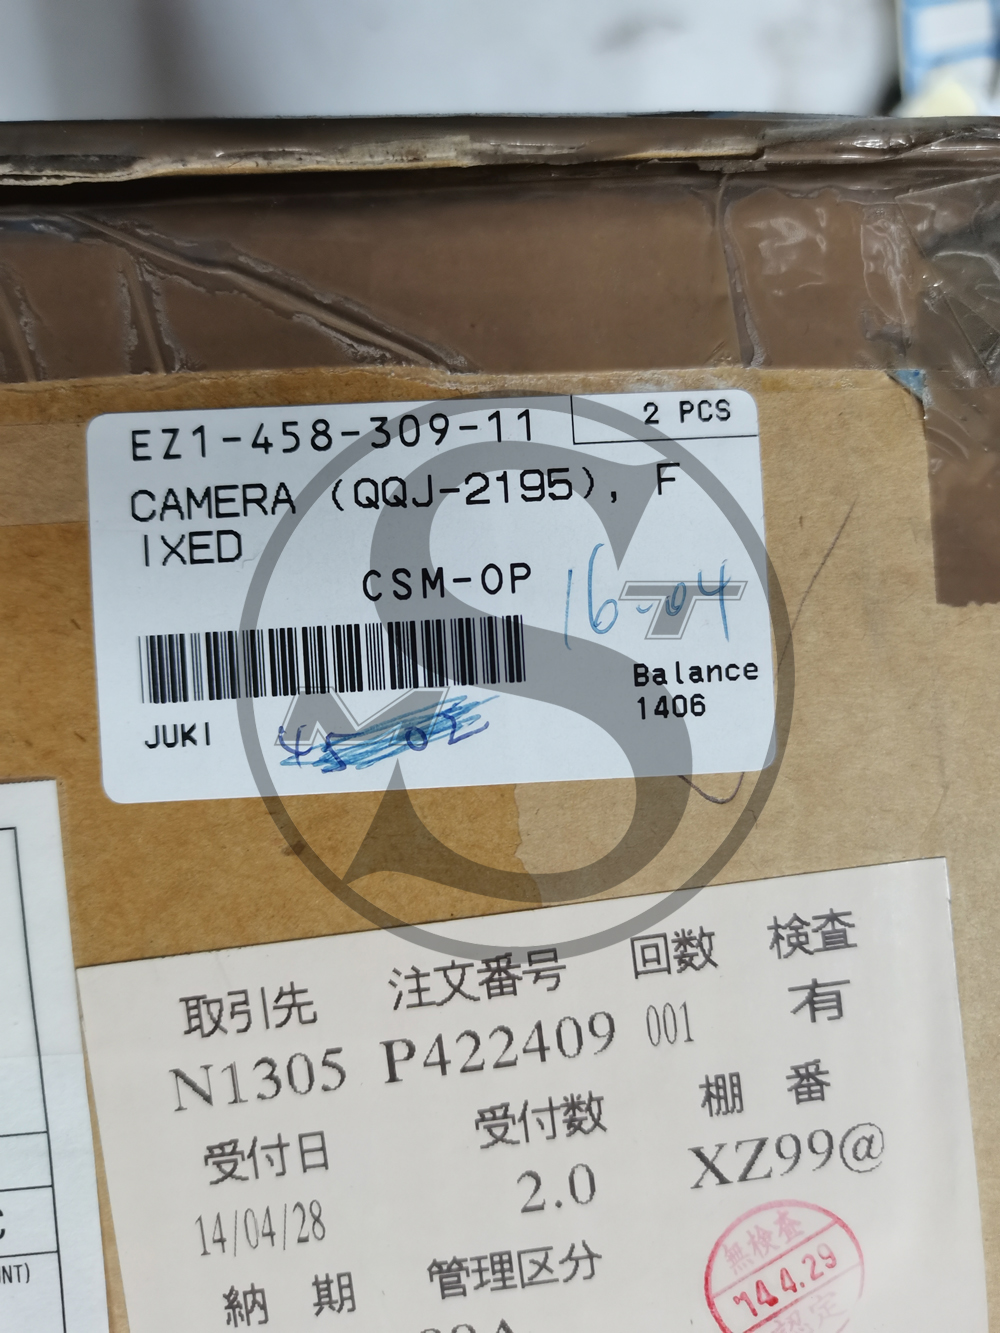 EZ1-458-309-11
2 PCS
CAMERA (QQJ-2195), F
IXED
CSM-OP
16-04
Balance
1406
JUKI
S
M
T
取引先 注文番号 回数 検査
N1305 P422409 001 有
受付日 受付数 棚 番
14/04/28 2.0 XZ99@
納 期 管理区分
無検査
'14.4.29
認定
NT)